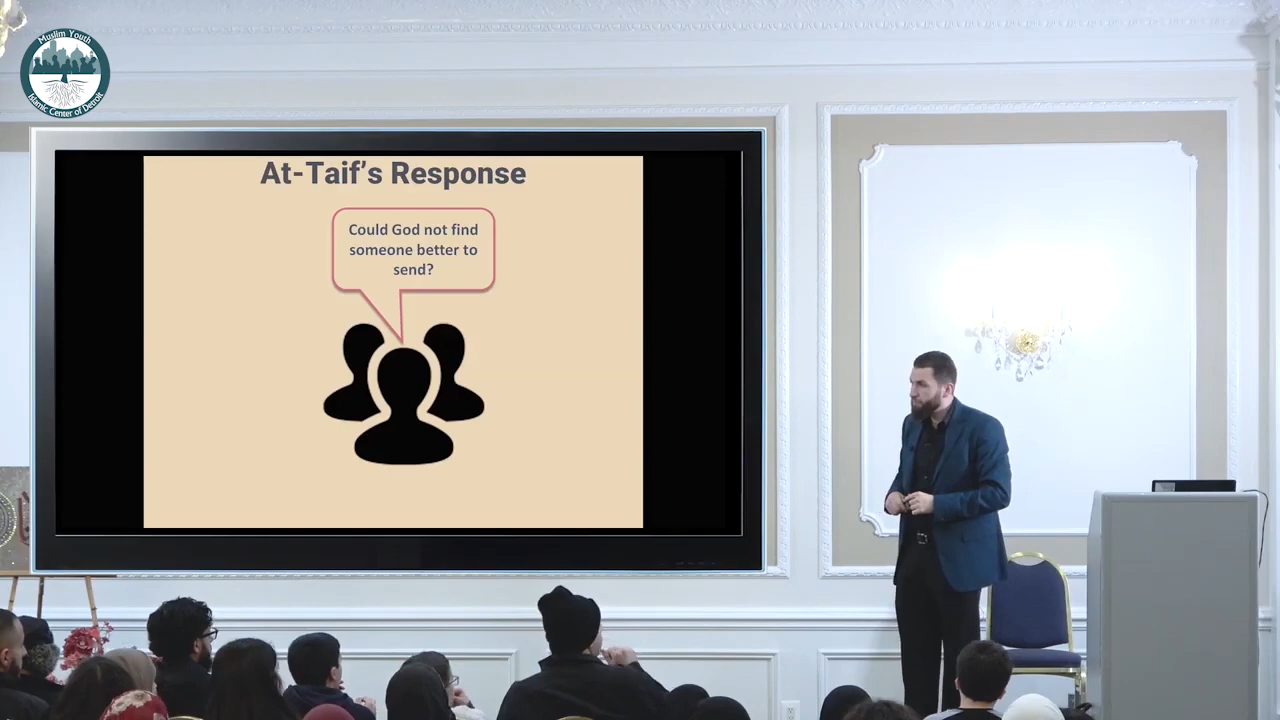 Muslim Youth
Islamic Center of Detroit
At-Taif's Response
Could God not find
someone better to
send?